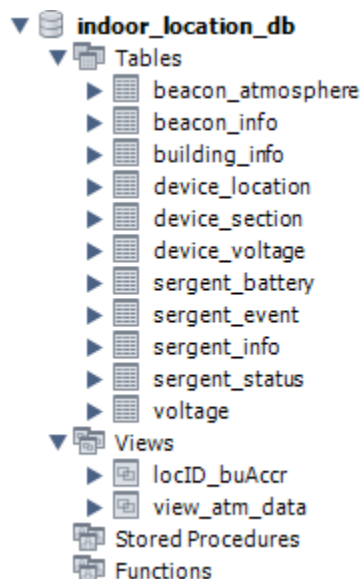 indoor_location_db
Tables
beacon_atmosphere
beacon_info
building_info
device_location
device_section
device_voltage
sergent_battery
sergent_event
sergent_info
sergent_status
voltage
Views
locID_buAccr
view_atm_data
Stored Procedures
Functions